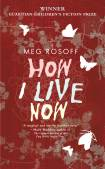 WINNER
GUARDIAN CHILDREN'S FICTION PRIZE
MEG ROSOFF
HOW
I LIVE
NOW